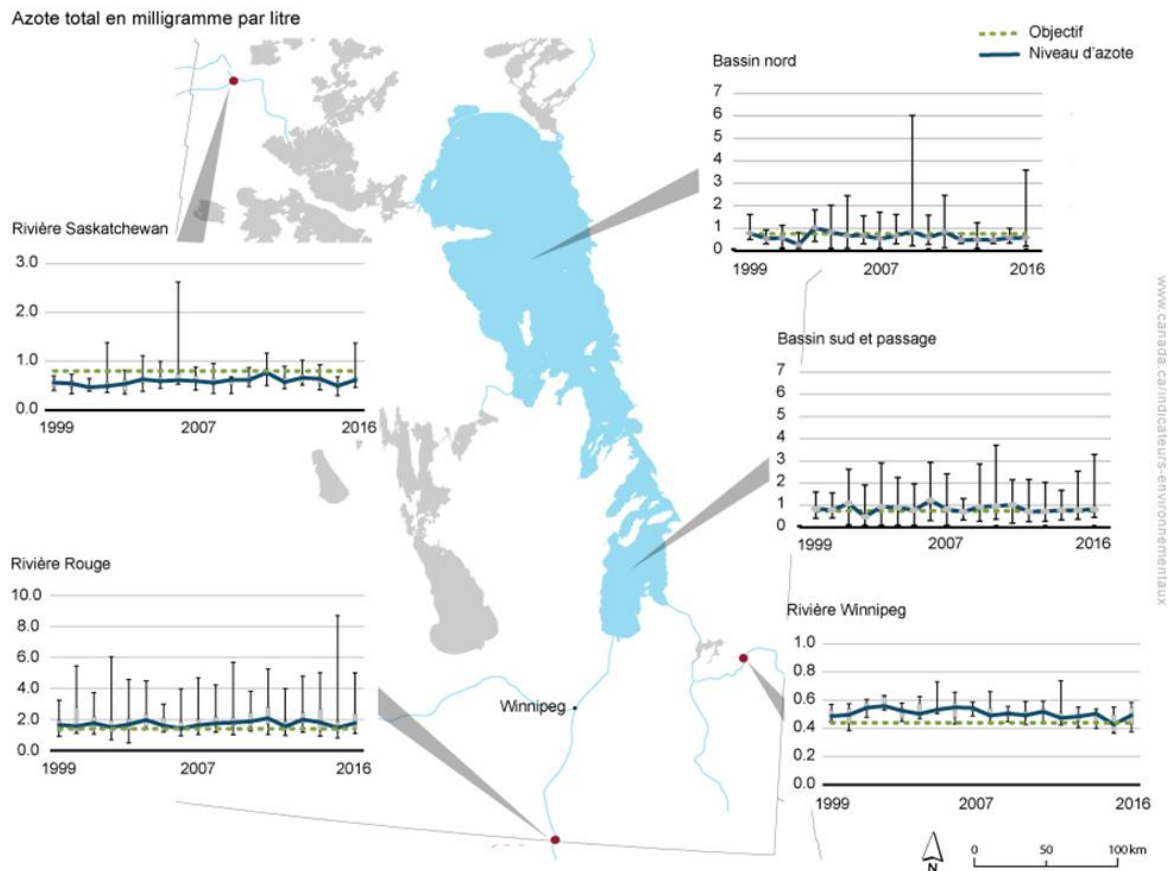 Azote total en milligramme par litre
Objectif
Niveau d'azote
Bassin nord
7
6
5
4
3
2
1
0
1999 2007 2016
Rivière Saskatchewan
3.0
2.0
1.0
0.0
1999 2007 2016
Bassin sud et passage
7
6
5
4
3
2
1
0
1999 2007 2016
Rivière Rouge
10.0
8.0
6.0
4.0
2.0
0.0
1999 2007 2016
Winnipeg
Rivière Winnipeg
1.0
0.8
0.6
0.4
0.2
0.0
1999 2007 2016
N
0 50 100 km
www.canada.ca/indicateurs-environnementaux